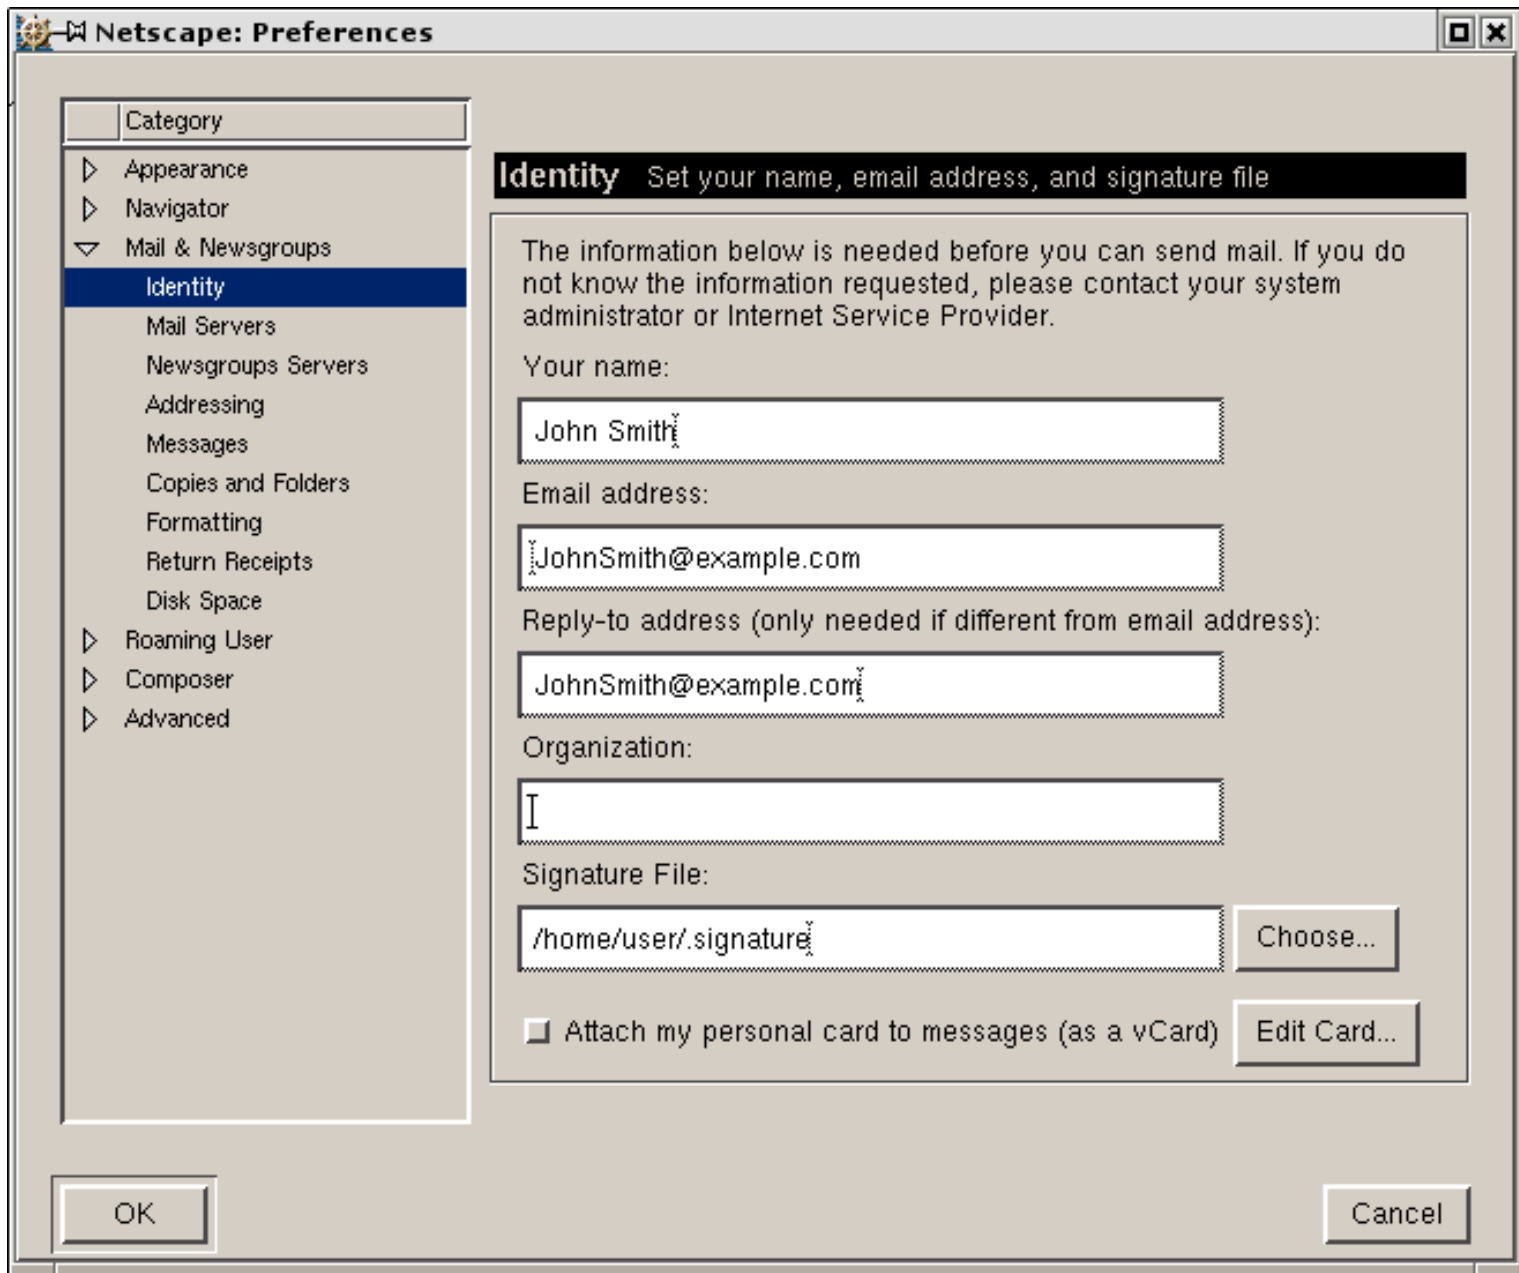 Netscape: Preferences
Category
Appearance
Navigator
Mail & Newsgroups
Identity
Mail Servers
Newsgroups Servers
Addressing
Messages
Copies and Folders
Formatting
Return Receipts
Disk Space
Roaming User
Composer
Advanced
Identity Set your name, email address, and signature file
The information below is needed before you can send mail. If you do
not know the information requested, please contact your system
administrator or Internet Service Provider.
Your name:
John Smith
Email address:
JohnSmith@example.com
Reply-to address (only needed if different from email address):
JohnSmith@example.com
Organization:
Signature File:
/home/user/.signature
Choose...
Attach my personal card to messages (as a vCard)
Edit Card...
OK
Cancel